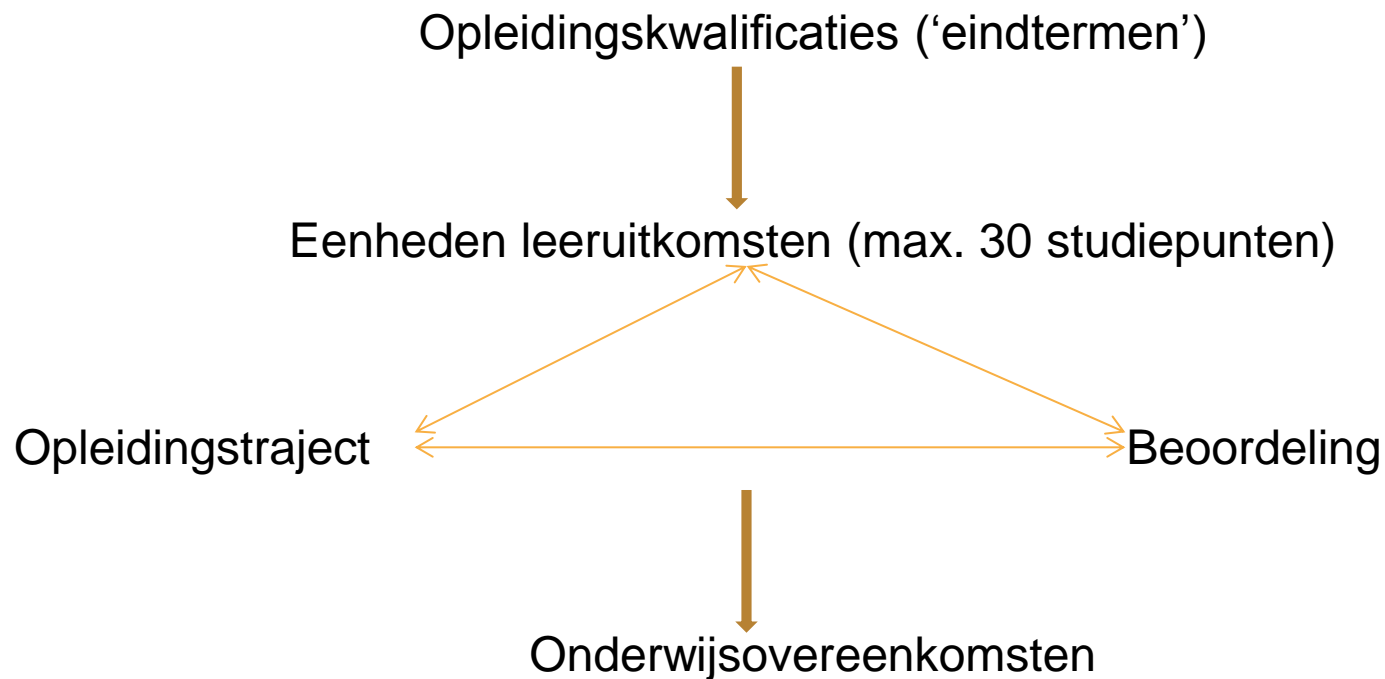 Opleidingskwalificaties (‘eindtermen’)
Eenheden leeruitkomsten (max. 30 studiepunten)
Opleidingstraject
Beoordeling
Onderwijsovereenkomsten